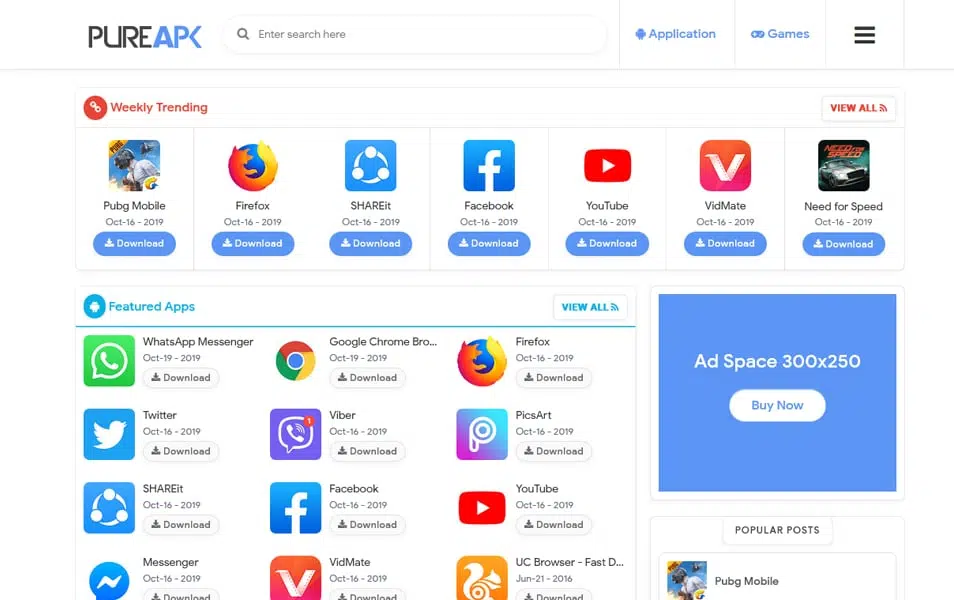 PUREAPK
Enter search here
Application
Games
Weekly Trending
VIEW ALL
Pubg Mobile
Oct-16 - 2019
Download
Firefox
Oct-16 - 2019
Download
SHAREit
Oct-16 - 2019
Download
Facebook
Oct-16 - 2019
Download
YouTube
Oct-16 - 2019
Download
VidMate
Oct-16 - 2019
Download
NEED FOR SPEED
Need for Speed
Oct-16 - 2019
Download
Featured Apps
VIEW ALL
WhatsApp Messenger
Oct-19 - 2019
Download
Google Chrome Bro...
Oct-19 - 2019
Download
Firefox
Oct-16 - 2019
Download
Twitter
Oct-16 - 2019
Download
1
Viber
Oct-16 - 2019
Download
PicsArt
Oct-16 - 2019
Download
SHAREit
Oct-16 - 2019
Download
Facebook
Oct-16 - 2019
Download
YouTube
Oct-16 - 2019
Download
Messenger
Oct-16 - 2019
Download
VidMate
Oct-16 - 2019
Download
UC Browser - Fast D...
Jun-21 - 2016
Download
Ad Space 300x250
Buy Now
POPULAR POSTS
Pubg Mobile